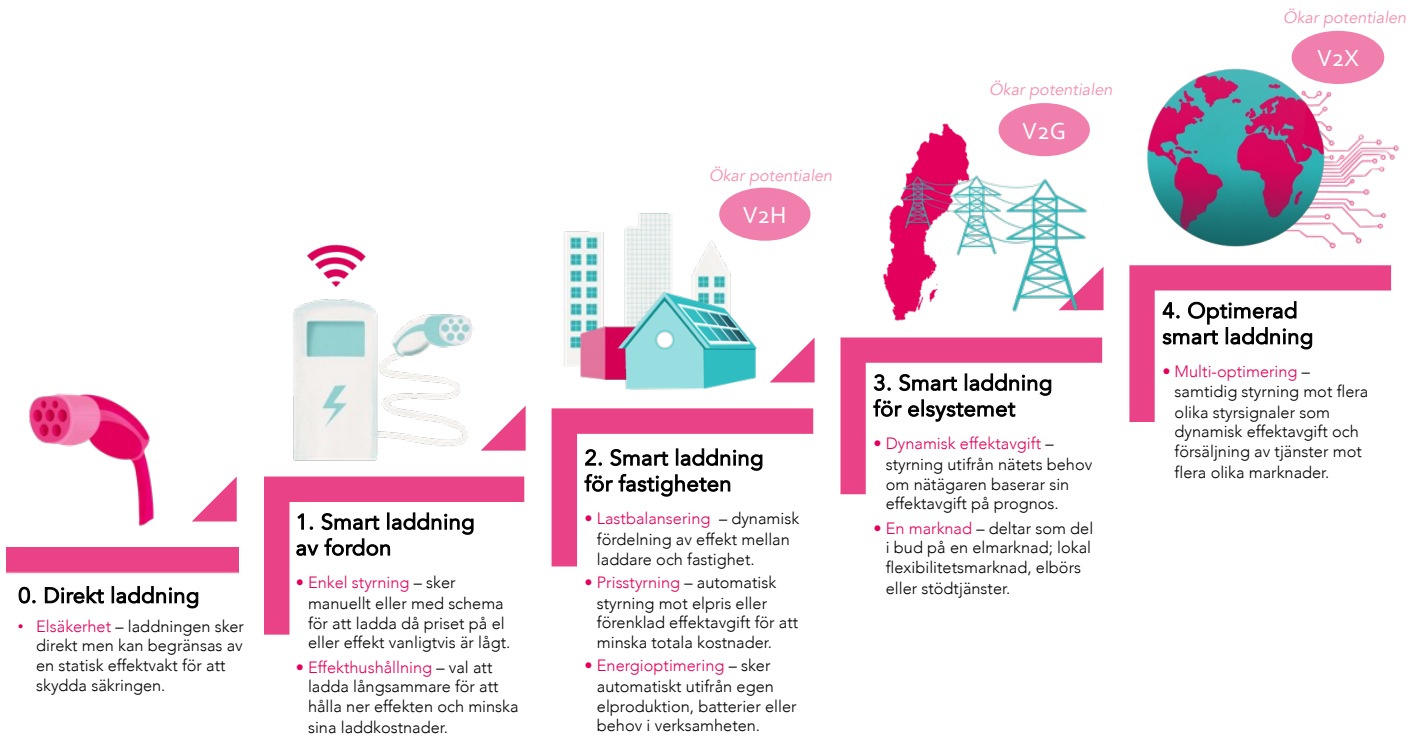 0. Direkt laddning
• Elsäkerhet – laddningen sker
direkt men kan begränsas av
en statisk effektvakt för att
skydda säkringen.
1. Smart laddning
av fordon
• Enkel styrning – sker
manuellt eller med schema
för att ladda då priset på el
eller effekt vanligtvis är lågt.
• Effekthushållning – val att
ladda långsammare för att
hålla ner effekten och minska
sina laddkostnader.
Ökar potentialen
V2H
2. Smart laddning
för fastigheten
• Lastbalansering – dynamisk
fördelning av effekt mellan
laddare och fastighet.
• Prisstyrning – automatisk
styrning mot elpris eller
förenklad effektavgift för att
minska totala kostnader.
• Energioptimering – sker
automatiskt utifrån egen
elproduktion, batterier eller
behov i verksamheten.
Ökar potentialen
V2G
3. Smart laddning
för elsystemet
• Dynamisk effektavgift –
styrning utifrån nätets behov
om nätägaren baserar sin
effektavgift på prognos.
• En marknad – deltar som del
i bud på en elmarknad; lokal
flexibilitetsmarknad, elbörs
eller stödtjänster.
Ökar potentialen
V2X
4. Optimerad
smart laddning
• Multi-optimering –
samtidig styrning mot flera
olika styrsignaler som
dynamisk effektavgift och
försäljning av tjänster mot
flera olika marknader.